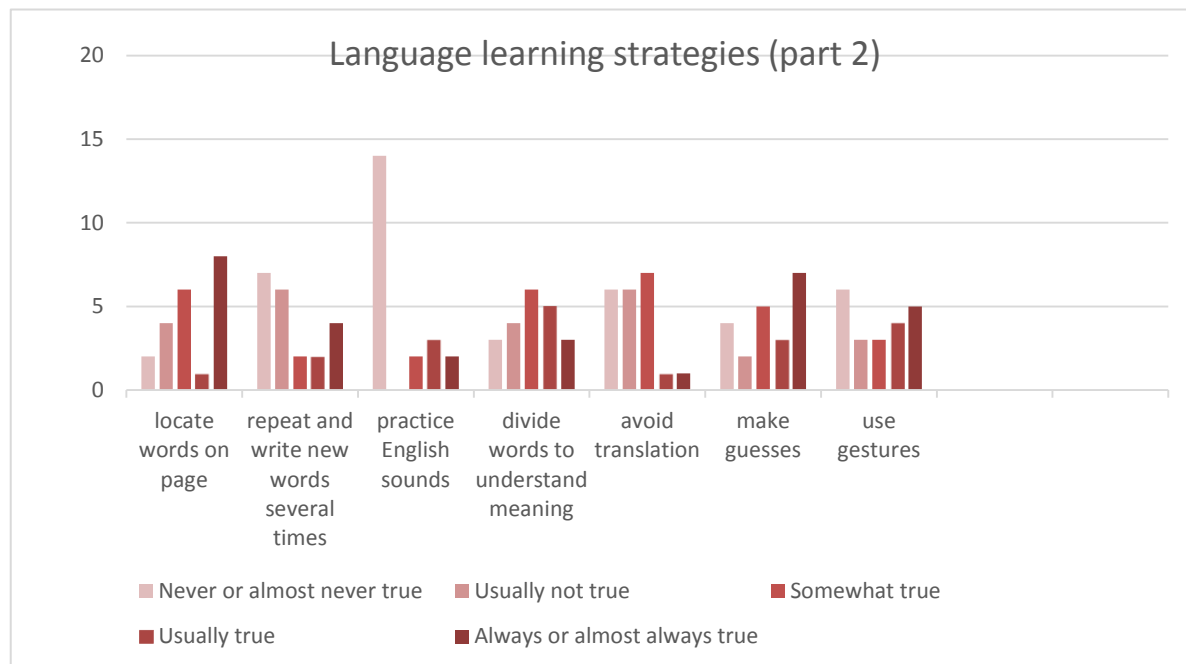 Language learning strategies (part 2)
20
15
10
5
0
locate
words on
page
repeat and
write new
words
several
times
practice
English
sounds
divide
words to
understand
meaning
avoid
translation
make
guesses
use
gestures
Never or almost never true
Usually not true
Somewhat true
Usually true
Always or almost always true